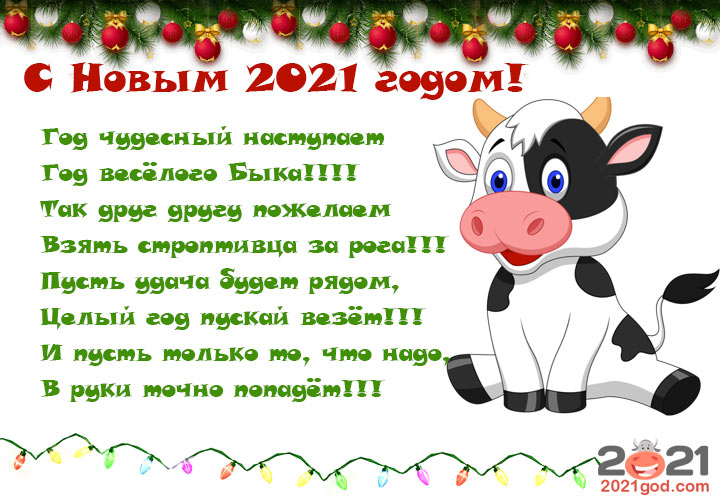 С Новым 2021 годом!
Год чудесный наступает
Год весёлого Быка!!!!
Так друг другу пожелаем
Взять строптивца за рога!!!
Пусть удача будет рядом,
Целый год пускай везёт!!!
И пусть только то, что надо,
В руки точно попадёт!!!
2021
2021god.com